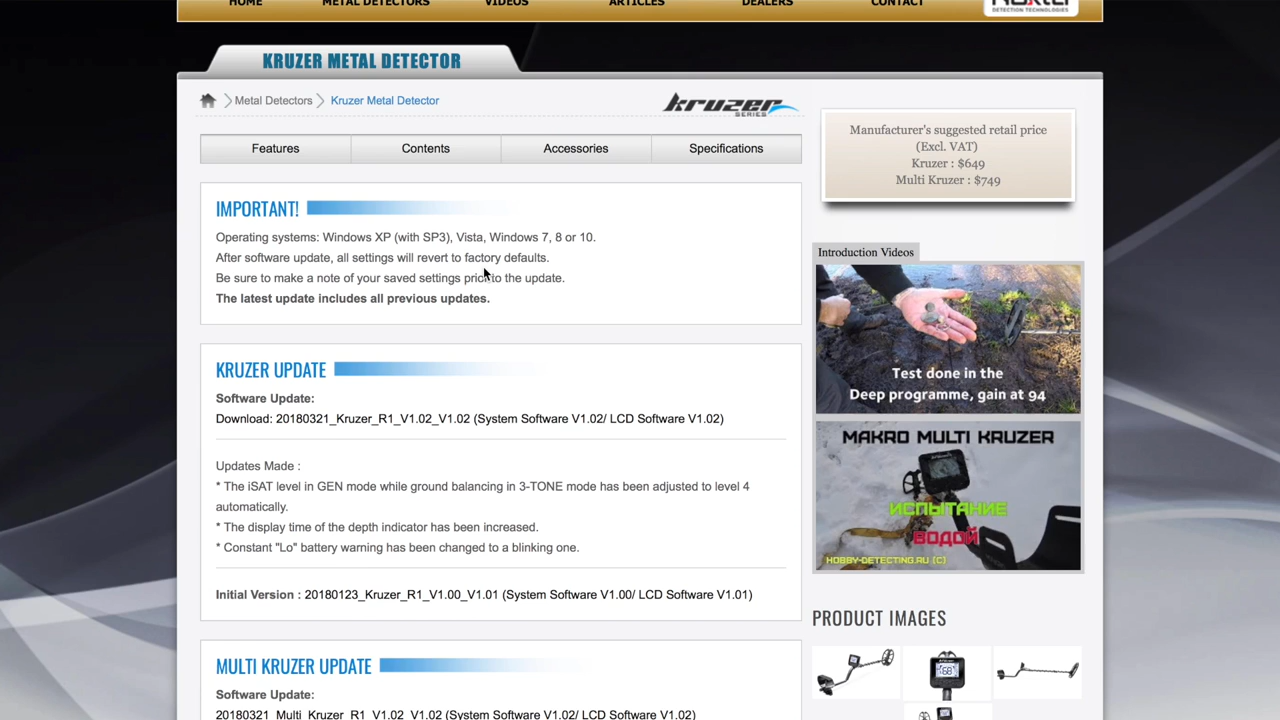 HOME METAL DETECTORS VIDEOS ARTICLES DEALERS CONTACT
DETECTION TECHNOLOGIES
KRUZER METAL DETECTOR
Metal Detectors Kruzer Metal Detector
kruzer
SERIES
Features Contents Accessories Specifications
IMPORTANT!
Operating systems: Windows XP (with SP3), Vista, Windows 7, 8 or 10.
After software update, all settings will revert to factory defaults.
Be sure to make a note of your saved settings prior to the update.
The latest update includes all previous updates.
KRUZER UPDATE
Software Update:
Download: 20180321_Kruzer_R1_V1.02_V1.02 (System Software V1.02/ LCD Software V1.02)
Updates Made :
* The iSAT level in GEN mode while ground balancing in 3-TONE mode has been adjusted to level 4
automatically.
* The display time of the depth indicator has been increased.
* Constant "Lo" battery warning has been changed to a blinking one.
Initial Version : 20180123_Kruzer_R1_V1.00_V1.01 (System Software V1.00/ LCD Software V1.01)
MULTI KRUZER UPDATE
Software Update:
20180321_Multi_Kruzer_R1_V1.02_V1.02 (System Software V1.02/ LCD Software V1.02)
Manufacturer's suggested retail price
(Excl. VAT)
Kruzer : $649
Multi Kruzer : $749
Introduction Videos
Test done in the
Deep programme, gain at 94
MAKRO MULTI KRUZER
ИСПЫТАНИЕ
ВОДОЙ
HOBBY-DETECTING.RU (C)
PRODUCT IMAGES
68